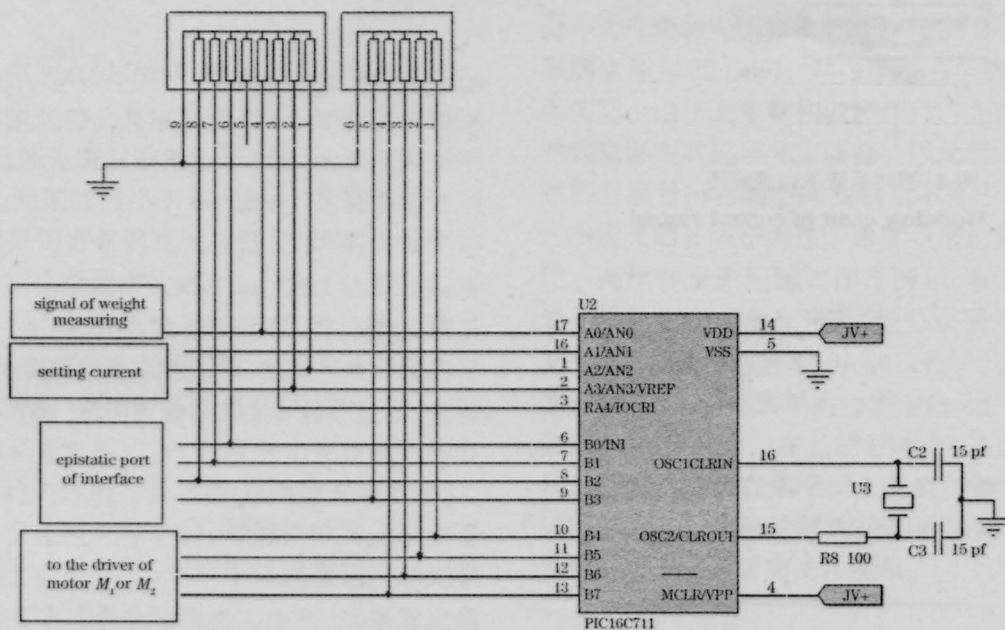 signal of weight
measuring
setting current
epistatic port
of interface
to the driver of
motor M₁ or M₂
U2
17 A0/AN0
16 A1/AN1
1 A2/AN2
2 A3/AN3/VREF
3 RA4/IOCRI
6 B0/INI
7 B1
8 B2
9 B3
10 B4
11 B5
12 B6
13 B7
VDD 14 JV+
VSS 5
OSC1CLRIN 16
OSC2/CLROUI 15
MCLR/VPP 4 JV+
PIC16C711
R8 100
U3
C2 15 pf
C3 15 pf